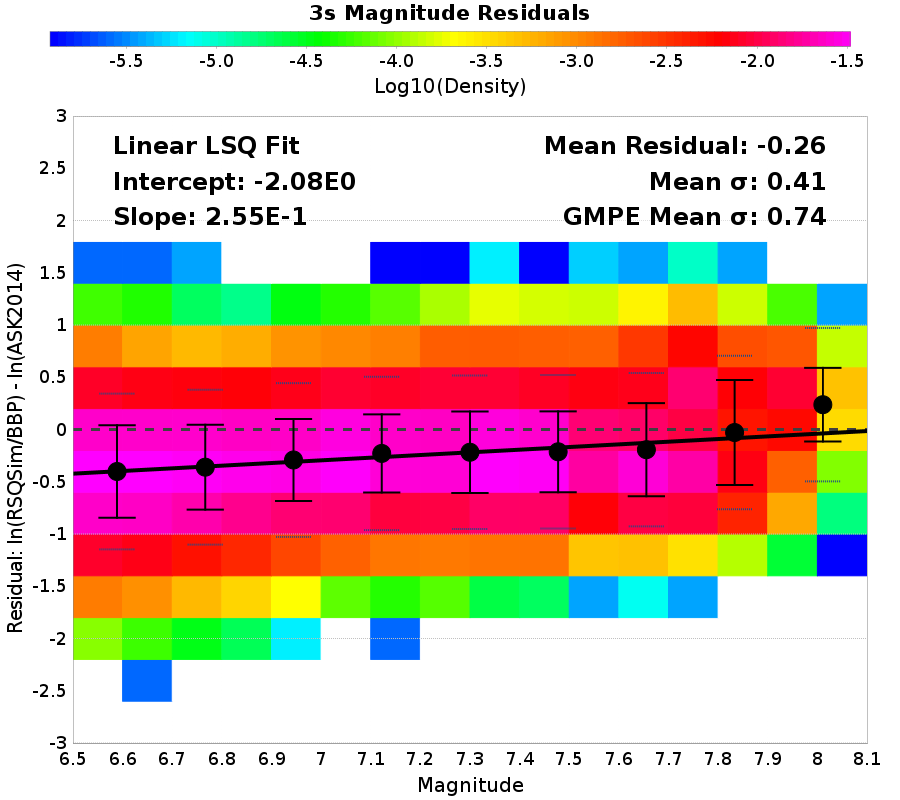 3s Magnitude Residuals
-5.5 -5.0 -4.5 -4.0 -3.5 -3.0 -2.5 -2.0 -1.5
Log10(Density)
Linear LSQ Fit
Intercept: -2.08E0
Slope: 2.55E-1
Mean Residual: -0.26
Mean σ: 0.41
GMPE Mean σ: 0.74
Residual: ln(RSQSim/BBP) - ln(ASK2014)
3
2.5
2
1.5
1
0.5
0
-0.5
-1
-1.5
-2
-2.5
-3
6.5 6.6 6.7 6.8 6.9 7 7.1 7.2 7.3 7.4 7.5 7.6 7.7 7.8 7.9 8 8.1
Magnitude